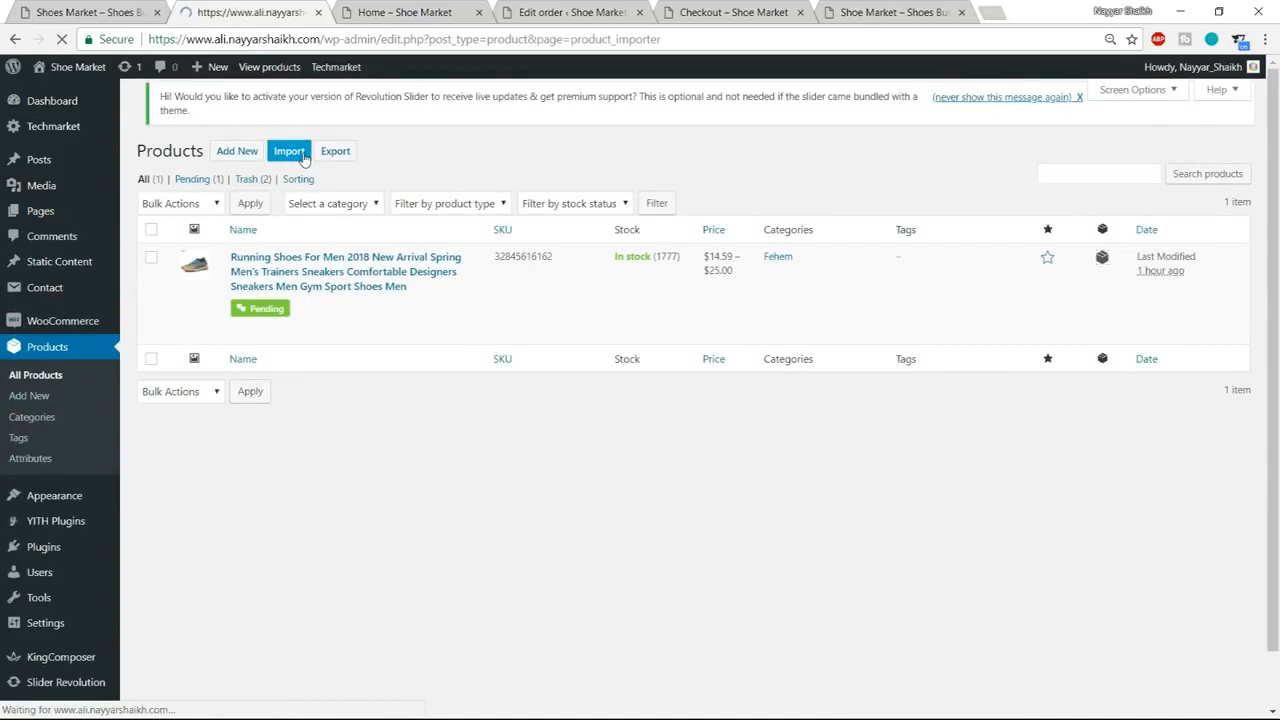 Shoes Market – Shoes Bu
https://www.ali.nayyarsh
Home – Shoe Market
Edit order ‹ Shoe Market
Checkout – Shoe Market
Shoe Market – Shoes Bus
Nayyar Shaikh
Secure
https://www.ali.nayyarshaikh.com/wp-admin/edit.php?post_type=product&page=product_importer
ABP
fb
on
Shoe Market
1
0
New
View products
Techmarket
Howdy, Nayyar_Shaikh
Hi! Would you like to activate your version of Revolution Slider to receive live updates & get premium support? This is optional and not needed if the slider came bundled with a
theme.
(never show this message again) X
Screen Options
Help
Products
Add New
Import
Export
All (1) | Pending (1) | Trash (2) | Sorting
Search products
Bulk Actions
Apply
Select a category
Filter by product type
Filter by stock status
Filter
1 item
Name
SKU
Stock
Price
Categories
Tags
Date
Running Shoes For Men 2018 New Arrival Spring
Men's Trainers Sneakers Comfortable Designers
Sneakers Men Gym Sport Shoes Men
Pending
32845616162
In stock (1777)
$14.59 –
$25.00
Fehem
–
Last Modified
1 hour ago
Name
SKU
Stock
Price
Categories
Tags
Date
Bulk Actions
Apply
1 item
Dashboard
Techmarket
Posts
Media
Pages
Comments
Static Content
Contact
WooCommerce
Products
All Products
Add New
Categories
Tags
Attributes
Appearance
YITH Plugins
Plugins
Users
Tools
Settings
KingComposer
Slider Revolution
Waiting for www.ali.nayyarshaikh.com...